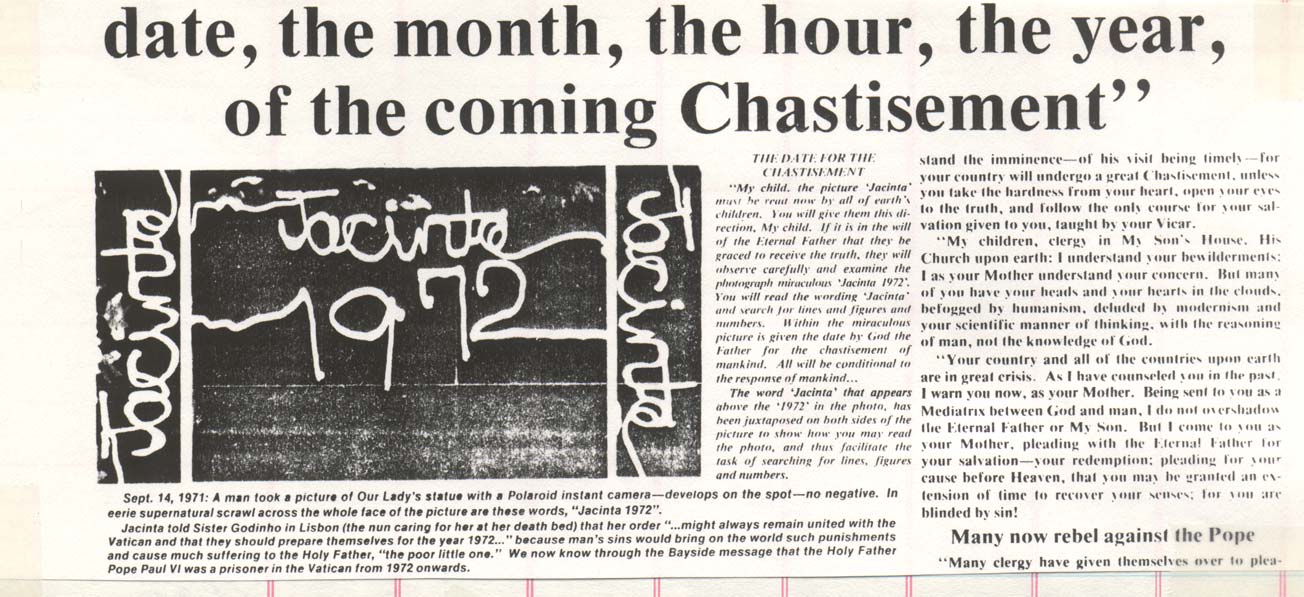 date, the month, the hour, the year,
of the coming Chastisement”
Jacinta
Jacinta
1972
Jacinta
Sept. 14, 1971: A man took a picture of Our Lady's statue with a Polaroid instant camera—develops on the spot—no negative. In
eerie supernatural scrawl across the whole face of the picture are these words, "Jacinta 1972".
Jacinta told Sister Godinho in Lisbon (the nun caring for her at her death bed) that her order "...might always remain united with the
Vatican and that they should prepare themselves for the year 1972..." because man's sins would bring on the world such punishments
and cause much suffering to the Holy Father, "the poor little one." We now know through the Bayside message that the Holy Father
Pope Paul VI was a prisoner in the Vatican from 1972 onwards.
THE DATE FOR THE
CHASTISEMENT
"My child, the picture 'Jacinta'
must be read now by all of earth's
children. You will give them this di-
rection, My child. If it is in the will
of the Eternal Father that they be
graced to receive the truth, they will
observe carefully and examine the
photograph miraculous 'Jacinta 1972'.
You will read the wording 'Jacinta'
and search for lines and figures and
numbers. Within the miraculous
picture is given the date by God the
Father for the chastisement of
mankind. All will be conditional to
the response of mankind...
The word 'Jacinta' that appears
above the '1972' in the photo, has
been juxtaposed on both sides of the
picture to show how you may read
the photo, and thus facilitate the
task of searching for lines, figures
and numbers.
stand the imminence—of his visit being timely—for
your country will undergo a great Chastisement, unless
you take the hardness from your heart, open your eyes
to the truth, and follow the only course for your sal-
vation given to you, taught by your Vicar.
"My children, clergy in My Son's House, His
Church upon earth: I understand your bewilderments;
I as your Mother understand your concern. But many
of you have your heads and your hearts in the clouds,
befogged by humanism, deluded by modernism and
your scientific manner of thinking, with the reasoning
of man, not the knowledge of God.
"Your country and all of the countries upon earth
are in great crisis. As I have counseled you in the past,
I warn you now, as your Mother. Being sent to you as a
Mediatrix between God and man, I do not overshadow
the Eternal Father or My Son. But I come to you as
your Mother, pleading with the Eternal Father for
your salvation—your redemption; pleading for your
cause before Heaven, that you may be granted an ex-
tension of time to recover your senses; for you are
blinded by sin!
Many now rebel against the Pope
"Many clergy have given themselves over to plea-